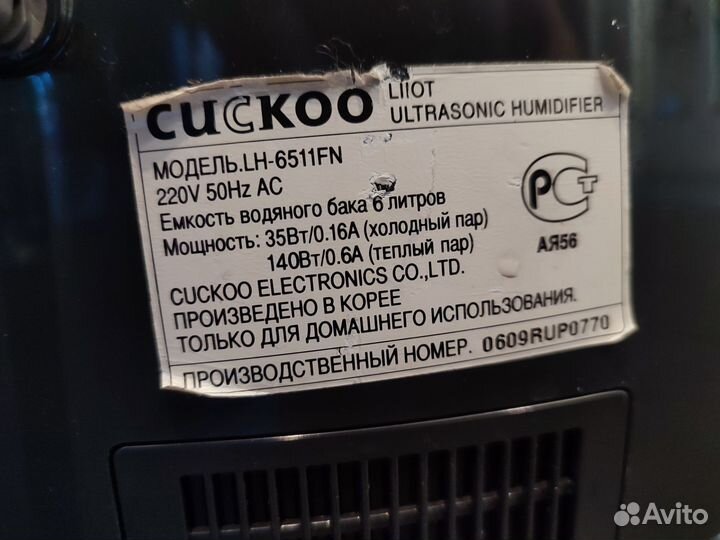 CUCKOO LIIOT
ULTRASONIC HUMIDIFIER
МОДЕЛЬ.LH-6511FN
220V 50Hz AC
Емкость водяного бака 6 литров
Мощность: 35Вт/0.16А (холодный пар)
140Вт/0.6А (теплый пар)
CUCKOO ELECTRONICS CO.,LTD.
ПРОИЗВЕДЕНО В КОРЕЕ
ТОЛЬКО ДЛЯ ДОМАШНЕГО ИСПОЛЬЗОВАНИЯ.
ПРОИЗВОДСТВЕННЫЙ НОМЕР. 0609RUP0770
РСТ
АЯ56
Avito